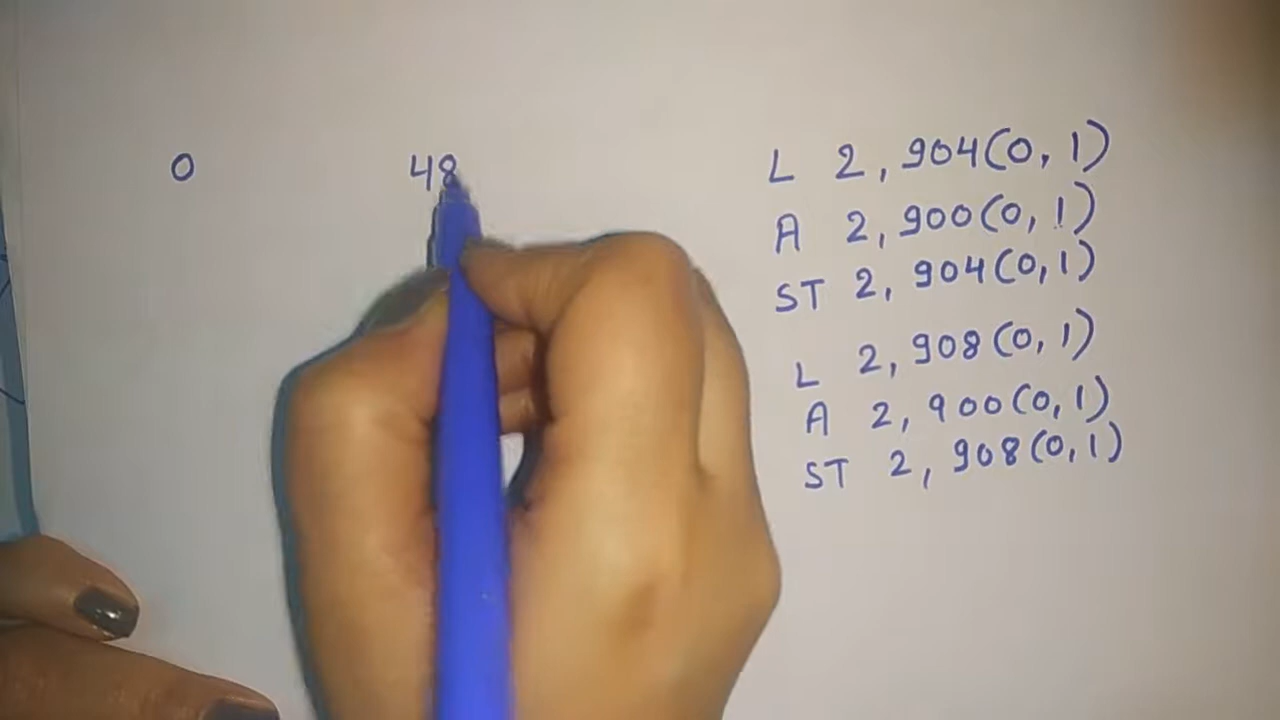 0 48
L 2, 904(0, 1)
A 2, 900(0, 1)
ST 2, 904(0, 1)
L 2, 908(0, 1)
A 2, 900(0, 1)
ST 2, 908(0, 1)